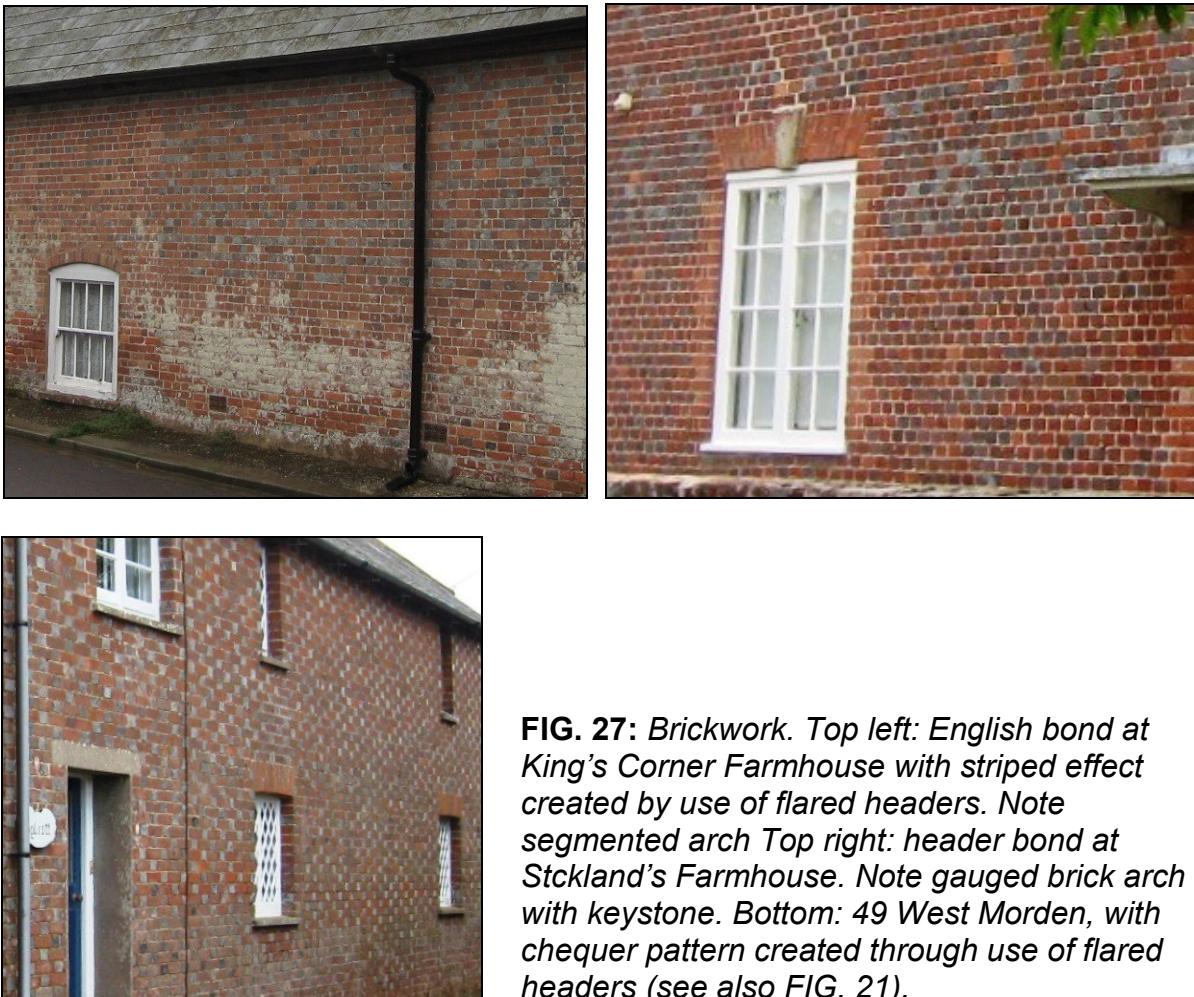 FIG. 27: Brickwork. Top left: English bond at
King's Corner Farmhouse with striped effect
created by use of flared headers. Note
segmented arch Top right: header bond at
Stckland's Farmhouse. Note gauged brick arch
with keystone. Bottom: 49 West Morden, with
chequer pattern created through use of flared
headers (see also FIG. 21).